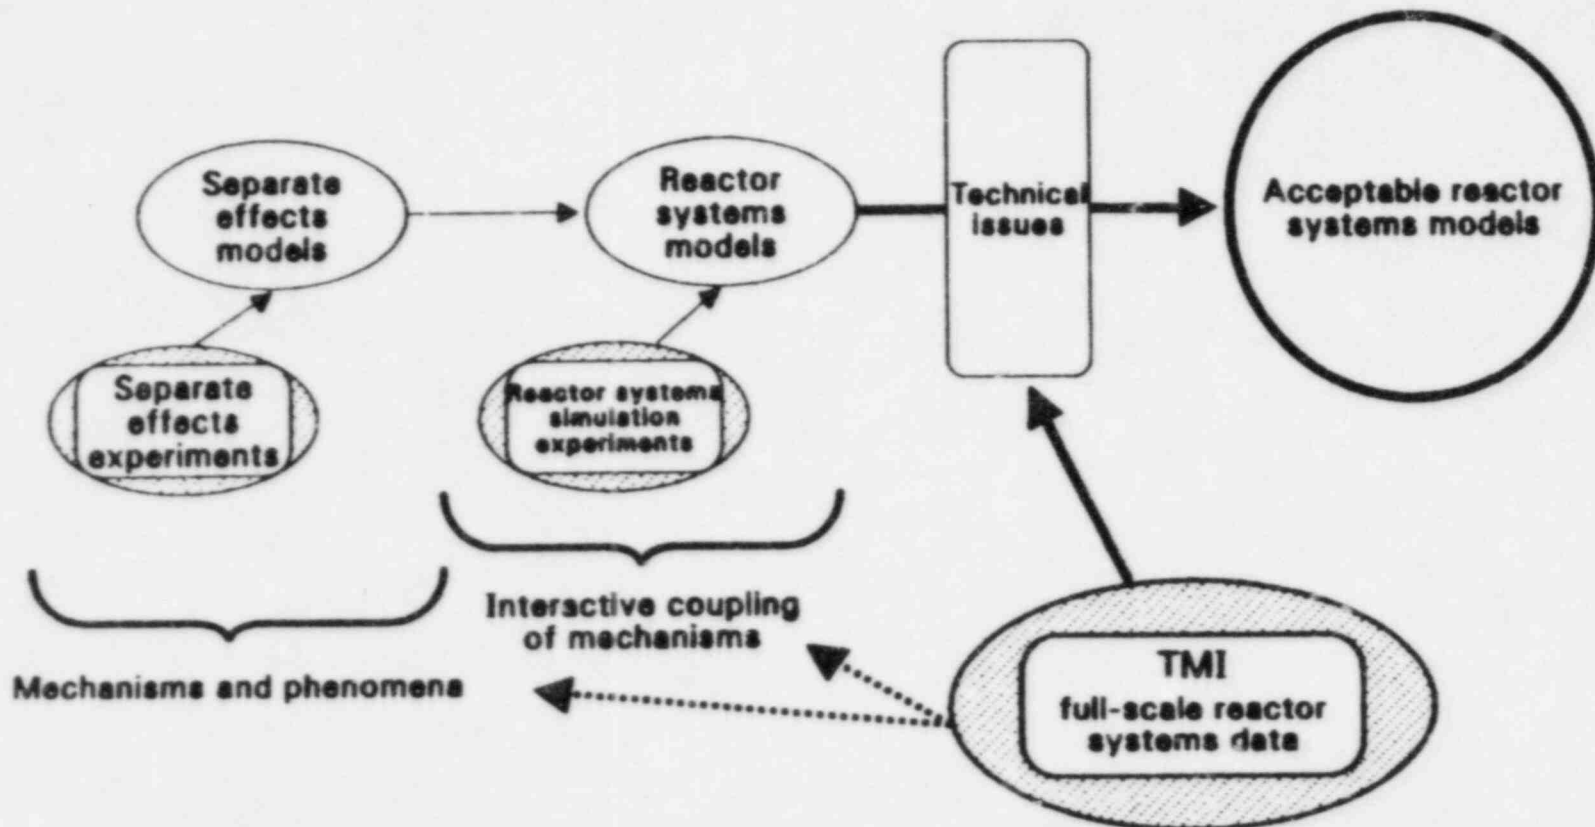 Separate
effects
models
Reactor
systems
models
Technical
issues
Acceptable reactor
systems models
Separate
effects
experiments
Reactor systems
simulation
experiments
Intersctive coupling
of mechanisms
Mechanisms and phenomena
TMI
full-scale reactor
systems data